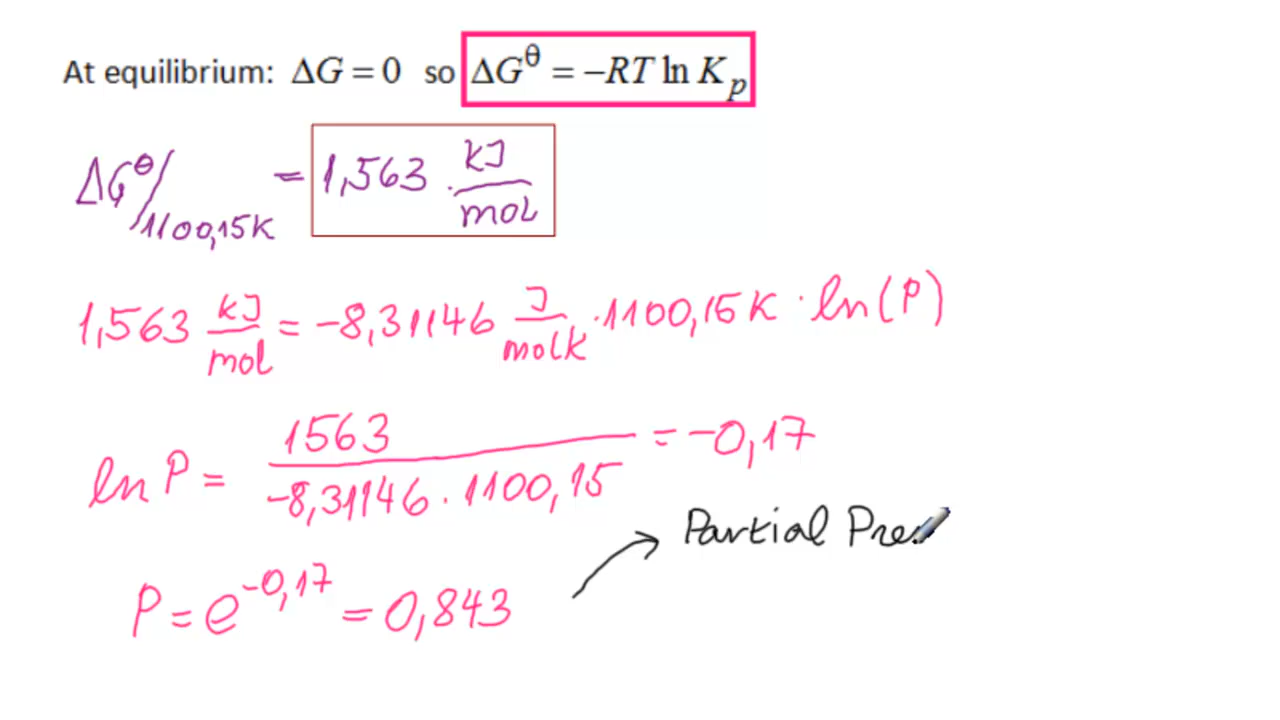 At equilibrium: ΔG = 0 so ΔG^θ = −RT ln K_p
ΔG^θ/1100,15K = 1,563 · kJ/mol
1,563 kJ/mol = −8,31146 J/molK · 1100,15K · ln(P)
ln P = 1563/−8,31146 · 1100,15 = −0,17
Partial Pres
P = e^−0,17 = 0,843